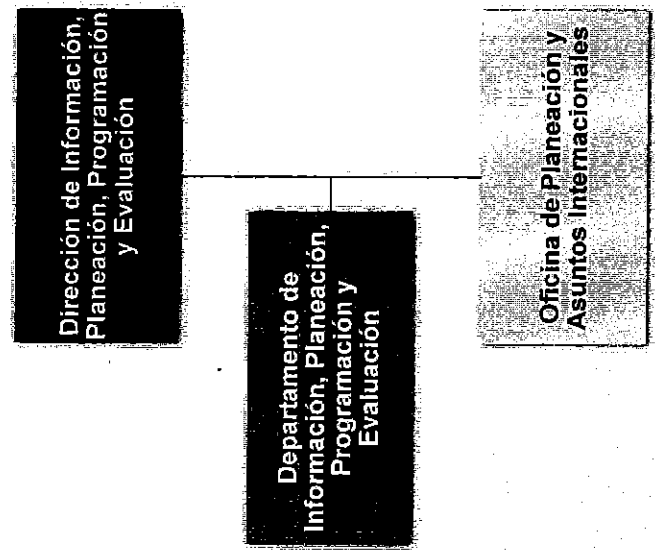 Dirección de Información,
Planeación, Programación
y Evaluación
Departamento de
Información, Planeación,
Programación y
Evaluación
Oficina de Planeación y
Asuntos Internacionales